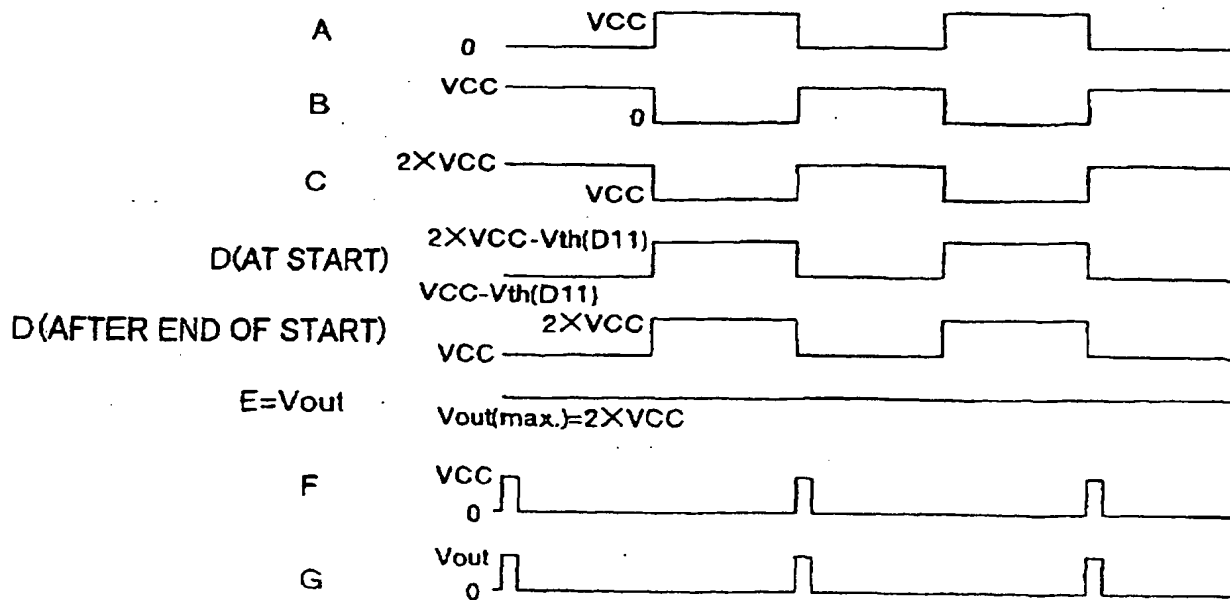 A VCC 0
B VCC 0
C 2×VCC VCC
D(AT START) 2×VCC-Vth(D11) VCC-Vth(D11)
D(AFTER END OF START) 2×VCC VCC
E=Vout Vout(max.)=2×VCC
F VCC 0
G Vout 0